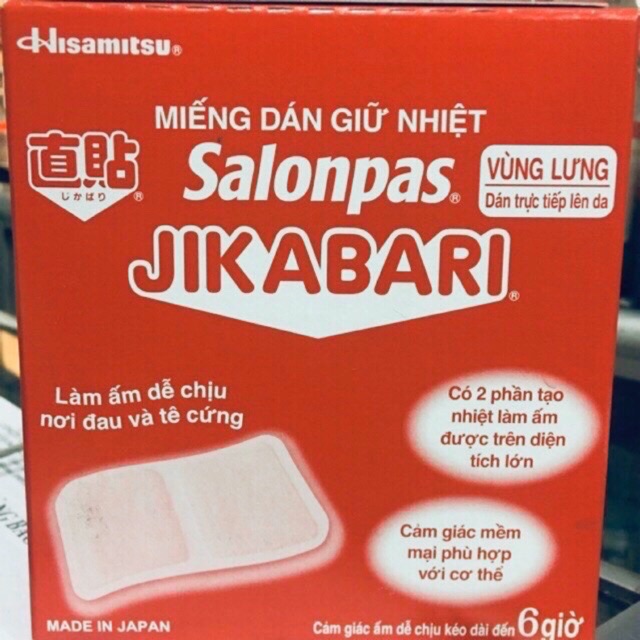 Hisamitsu®
MIẾNG DÁN GIỮ NHIỆT
直貼
じかばり ®
Salonpas®
VÙNG LƯNG
Dán trực tiếp lên da
JIKABARI®
Làm ấm dễ chịu
nơi đau và tê cứng
Có 2 phần tạo
nhiệt làm ấm
được trên diện
tích lớn
Cảm giác mềm
mại phù hợp
với cơ thể
MADE IN JAPAN
Cảm giác ấm dễ chịu kéo dài đến 6 giờ